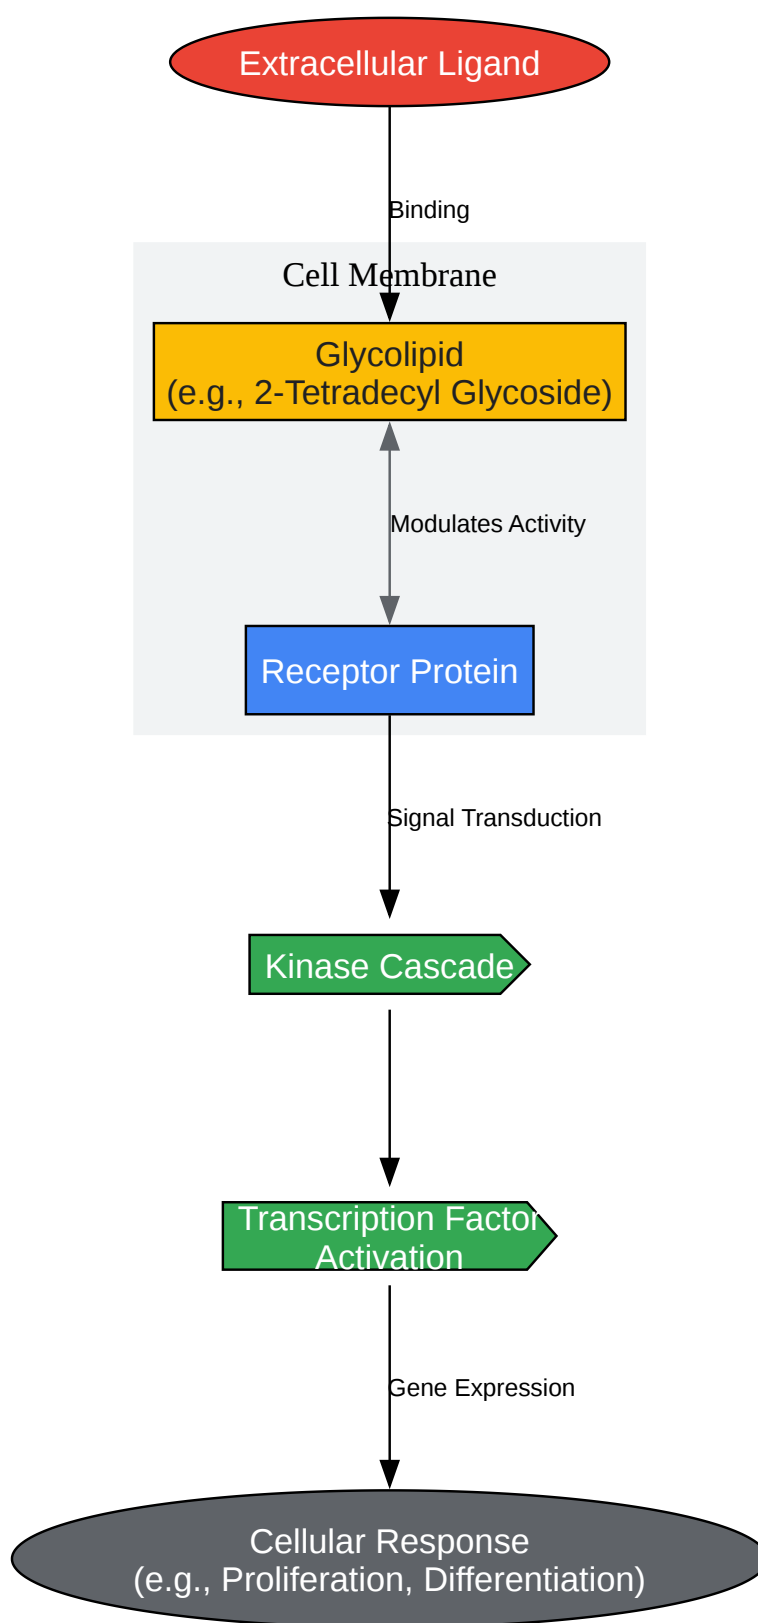 Extracellular Ligand
Binding
Cell Membrane
Glycolipid
(e.g., 2-Tetradecyl Glycoside)
Modulates Activity
Receptor Protein
Signal Transduction
Kinase Cascade
Transcription Factor
Activation
Gene Expression
Cellular Response
(e.g., Proliferation, Differentiation)